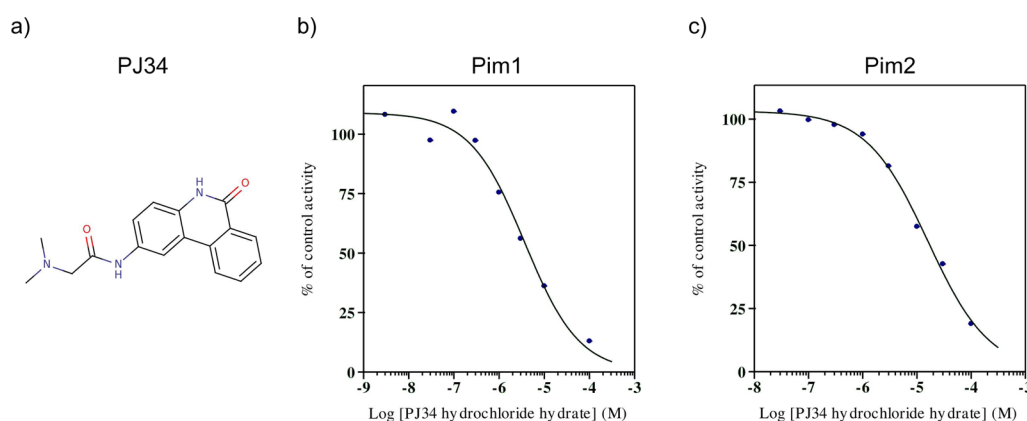 a)
PJ34
H
N
O
O
N
N
H
b)
Pim1
% of control activity
100
75
50
25
0
-9 -8 -7 -6 -5 -4 -3
Log [PJ34 hydrochloride hydrate] (M)
c)
Pim2
% of control activity
100
75
50
25
0
-8 -7 -6 -5 -4 -3
Log [PJ34 hydrochloride hydrate] (M)